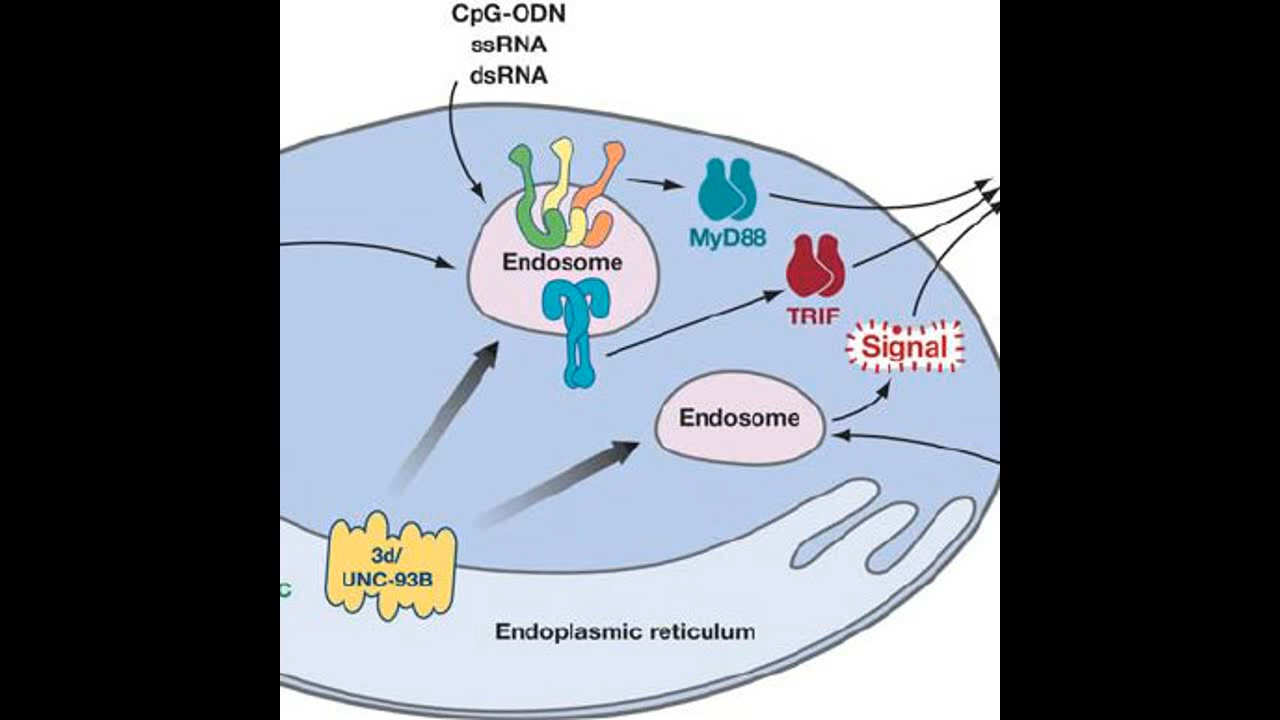 CpG-ODN
ssRNA
dsRNA
MyD88
Endosome
TRIF
Signal
Endosome
3d/
UNC-93B
c
Endoplasmic reticulum